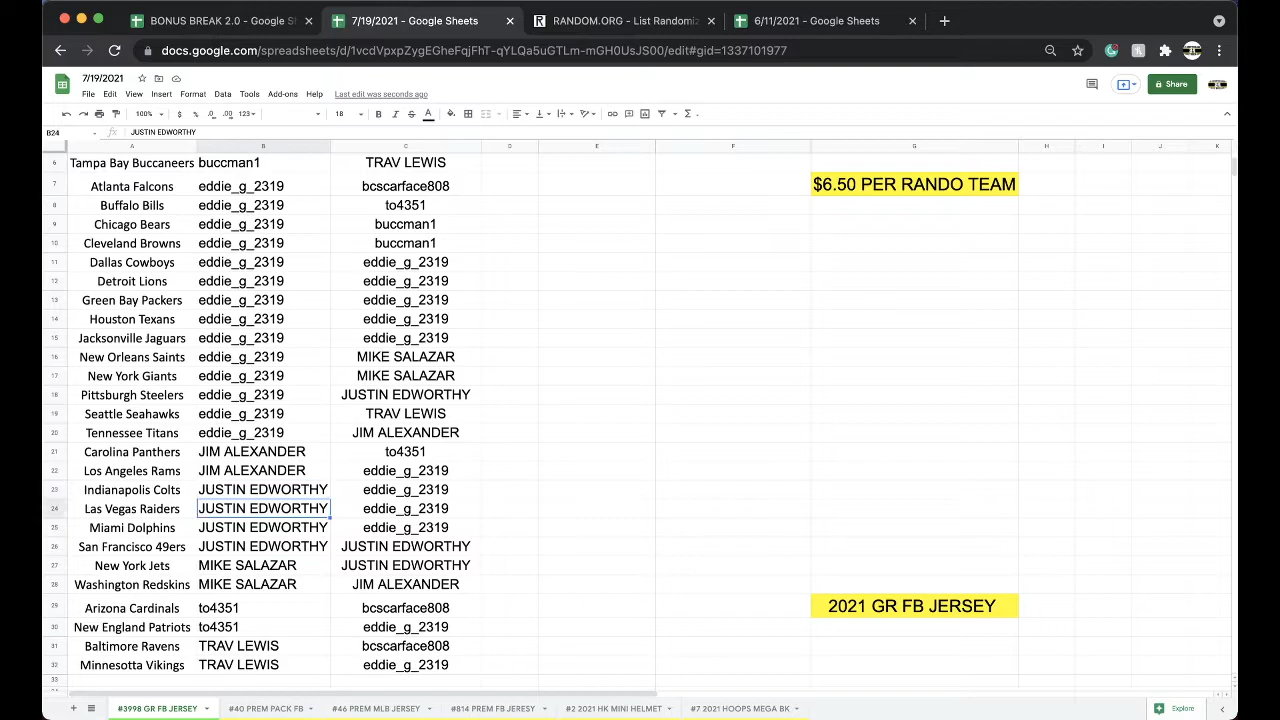 BONUS BREAK 2.0 - Google S
7/19/2021 - Google Sheets
RANDOM.ORG - List Randomiz
6/11/2021 - Google Sheets
docs.google.com/spreadsheets/d/1vcdVpxpZygEGheFqjFhT-qYLQa5uGTLm-mGH0UsJS00/edit#gid=1337101977
7/19/2021
File Edit View Insert Format Data Tools Add-ons Help Last edit was seconds ago
Share
100% $ % .0 .00 123 18 B I S A
B24 fx JUSTIN EDWORTHY
A B C D E F G H I J K
6 Tampa Bay Buccaneers buccman1 TRAV LEWIS
7 Atlanta Falcons eddie_g_2319 bcscarface808 $6.50 PER RANDO TEAM
8 Buffalo Bills eddie_g_2319 to4351
9 Chicago Bears eddie_g_2319 buccman1
10 Cleveland Browns eddie_g_2319 buccman1
11 Dallas Cowboys eddie_g_2319 eddie_g_2319
12 Detroit Lions eddie_g_2319 eddie_g_2319
13 Green Bay Packers eddie_g_2319 eddie_g_2319
14 Houston Texans eddie_g_2319 eddie_g_2319
15 Jacksonville Jaguars eddie_g_2319 eddie_g_2319
16 New Orleans Saints eddie_g_2319 MIKE SALAZAR
17 New York Giants eddie_g_2319 MIKE SALAZAR
18 Pittsburgh Steelers eddie_g_2319 JUSTIN EDWORTHY
19 Seattle Seahawks eddie_g_2319 TRAV LEWIS
20 Tennessee Titans eddie_g_2319 JIM ALEXANDER
21 Carolina Panthers JIM ALEXANDER to4351
22 Los Angeles Rams JIM ALEXANDER eddie_g_2319
23 Indianapolis Colts JUSTIN EDWORTHY eddie_g_2319
24 Las Vegas Raiders JUSTIN EDWORTHY eddie_g_2319
25 Miami Dolphins JUSTIN EDWORTHY eddie_g_2319
26 San Francisco 49ers JUSTIN EDWORTHY JUSTIN EDWORTHY
27 New York Jets MIKE SALAZAR JUSTIN EDWORTHY
28 Washington Redskins MIKE SALAZAR JIM ALEXANDER
29 Arizona Cardinals to4351 bcscarface808 2021 GR FB JERSEY
30 New England Patriots to4351 eddie_g_2319
31 Baltimore Ravens TRAV LEWIS bcscarface808
32 Minnesota Vikings TRAV LEWIS eddie_g_2319
33
#3998 GR FB JERSEY #40 PREM PACK FB #46 PREM MLB JERSEY #814 PREM FB JERESY #2 2021 HK MINI HELMET #7 2021 HOOPS MEGA BK Explore